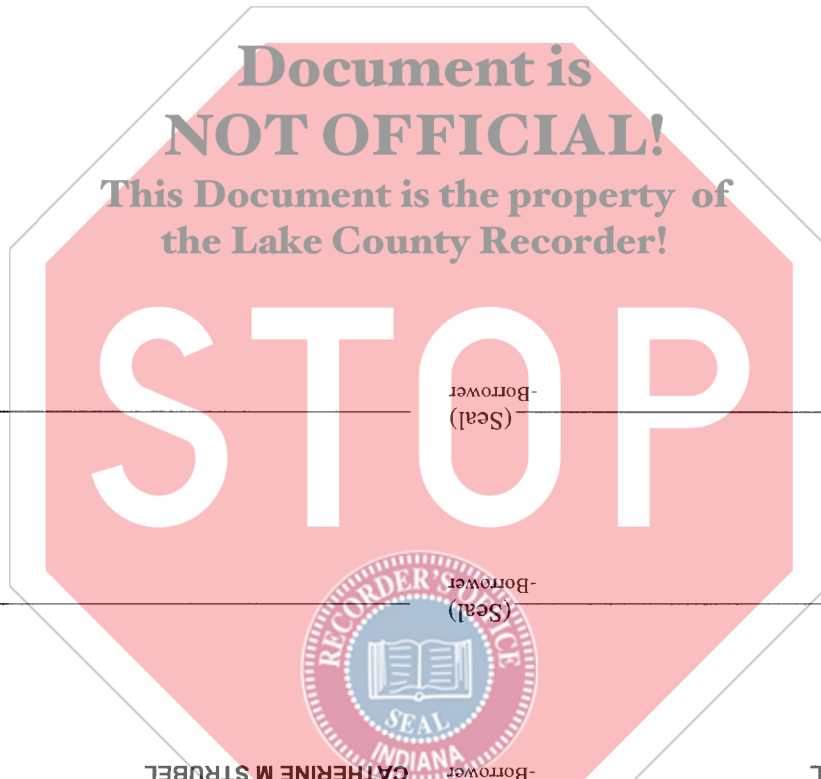 Document is
NOT OFFICIAL!
This Document is the property of
the Lake County Recorder!
STOP
-Borrower
(Seal)
-Borrower
(Seal)
RECORDER'S OFFICE
SEAL
INDIANA
CATHERINE M STRUBEL
-Borrower